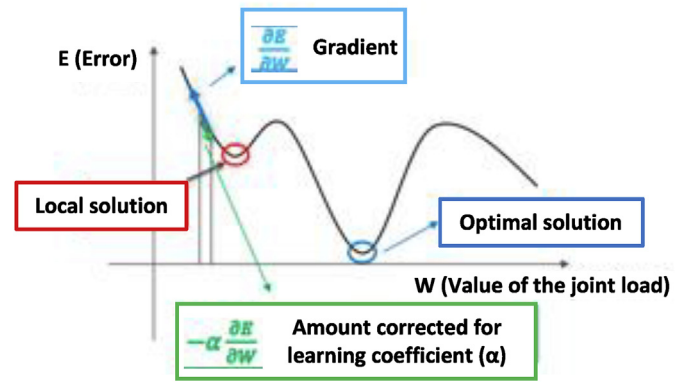 ∂E/∂W Gradient
E (Error)
Local solution
Optimal solution
W (Value of the joint load)
-α ∂E/∂W Amount corrected for
learning coefficient (α)